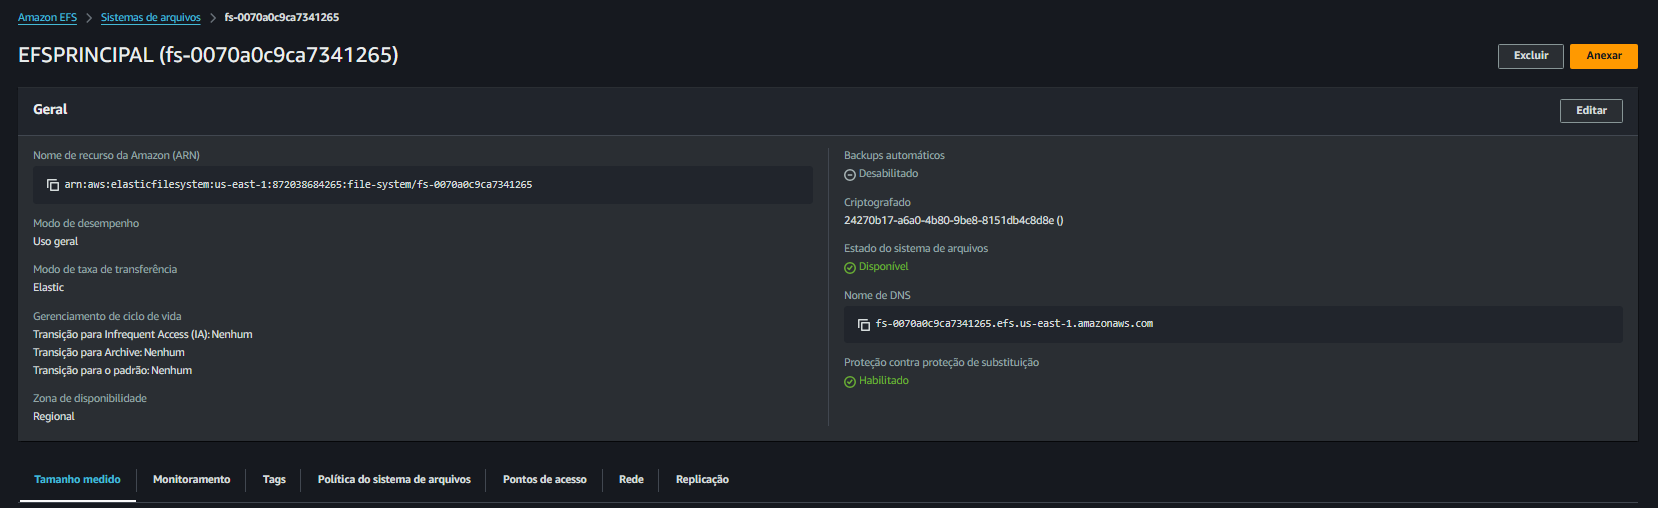 Amazon EFS > Sistemas de arquivos > fs-0070a0c9ca7341265
EFSPRINCIPAL (fs-0070a0c9ca7341265)
Excluir
Anexar
Geral
Editar
Nome de recurso da Amazon (ARN)
arn:aws:elasticfilesystem:us-east-1:872038684265:file-system/fs-0070a0c9ca7341265
Modo de desempenho
Uso geral
Modo de taxa de transferência
Elastic
Gerenciamento de ciclo de vida
Transição para Infrequent Access (IA): Nenhum
Transição para Archive: Nenhum
Transição para o padrão: Nenhum
Zona de disponibilidade
Regional
Backups automáticos
Desabilitado
Criptografado
24270b17-a6a0-4b80-9be8-8151db4c8d8e ()
Estado do sistema de arquivos
Disponível
Nome de DNS
fs-0070a0c9ca7341265.efs.us-east-1.amazonaws.com
Proteção contra proteção de substituição
Habilitado
Tamanho medido
Monitoramento
Tags
Política do sistema de arquivos
Pontos de acesso
Rede
Replicação